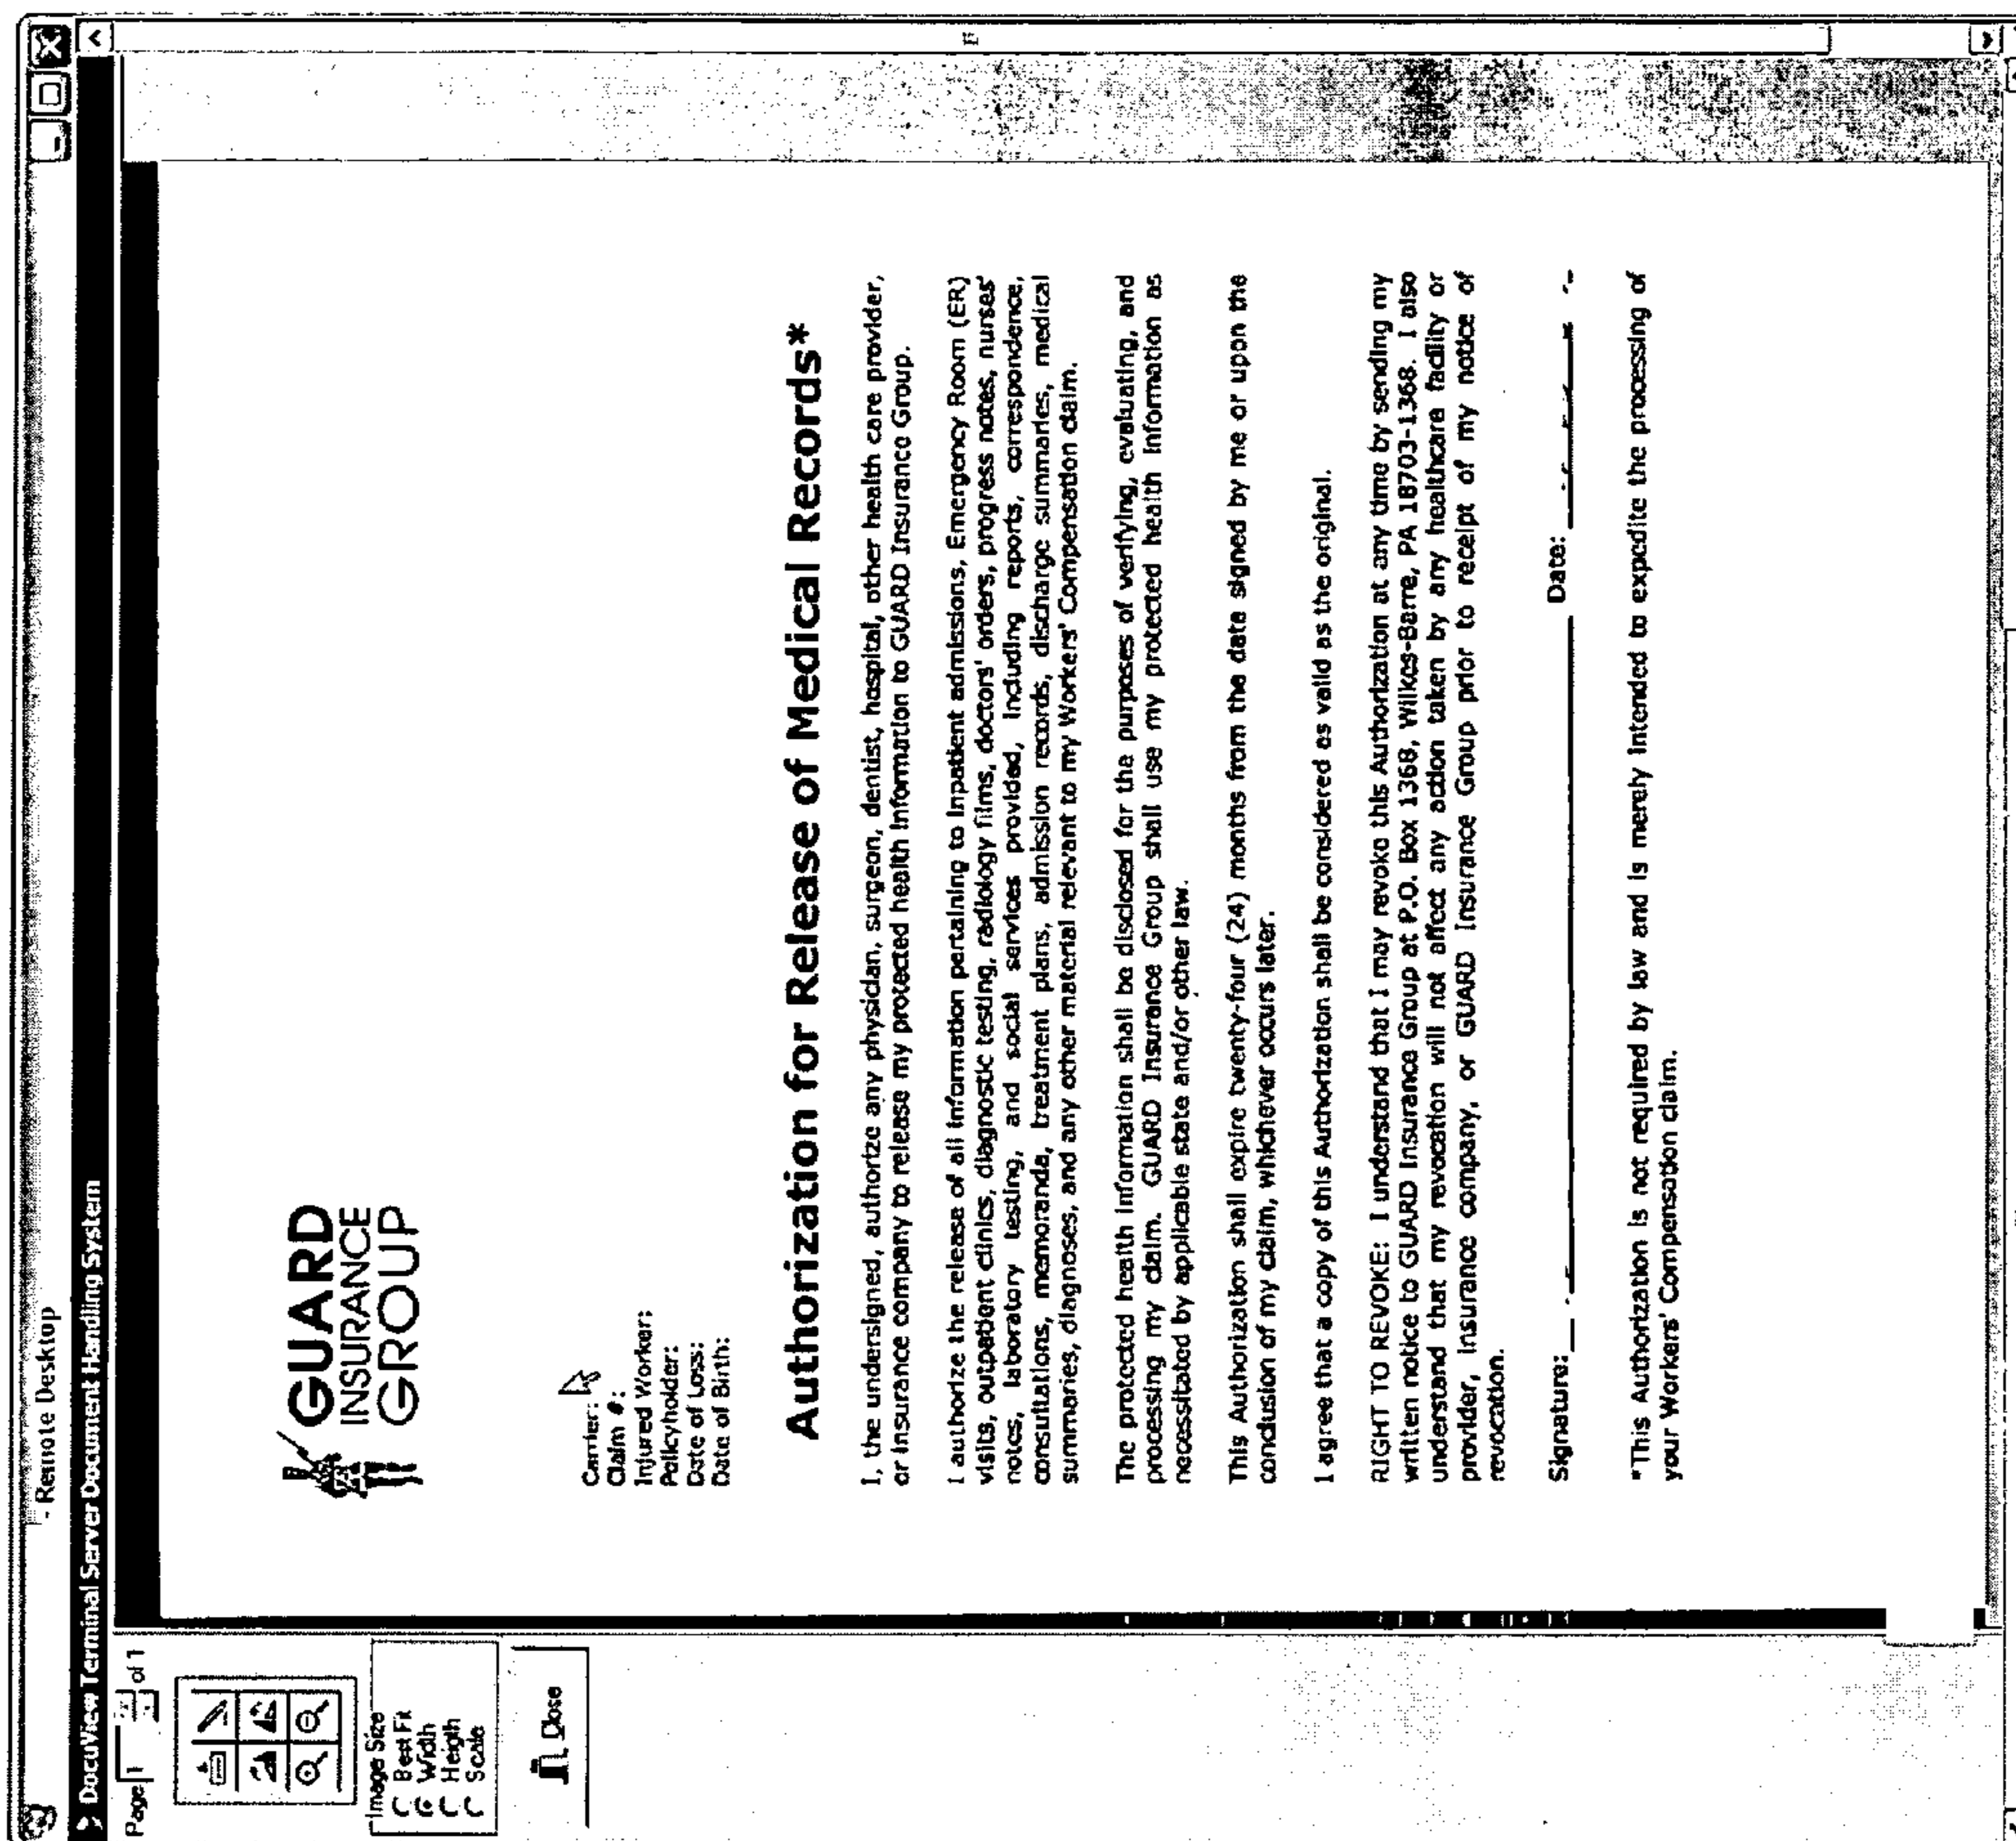 - Remote Desktop
DocuView Terminal Server Document Handling System
Page 1 of 1
Image Size
Best Fit
Width
Heigth
Scale
Close
GUARD
INSURANCE
GROUP
Carrier:
Claim #:
Injured Worker:
Policyholder:
Date of Loss:
Date of Birth:
Authorization for Release of Medical Records*
I, the undersigned, authorize any physician, surgeon, dentist, hospital, other health care provider,
or insurance company to release my protected health information to GUARD Insurance Group.
I authorize the release of all information pertaining to inpatient admissions, Emergency Room (ER)
visits, outpatient clinics, diagnostic testing, radiology films, doctors' orders, progress notes, nurses'
notes, laboratory testing, and social services provided, including reports, correspondence,
consultations, memoranda, treatment plans, admission records, discharge summaries, medical
summaries, diagnoses, and any other material relevant to my Workers' Compensation claim.
The protected health information shall be disclosed for the purposes of verifying, evaluating, and
processing my claim. GUARD Insurance Group shall use my protected health information as
necessitated by applicable state and/or other law.
This Authorization shall expire twenty-four (24) months from the date signed by me or upon the
conclusion of my claim, whichever occurs later.
I agree that a copy of this Authorization shall be considered as valid as the original.
RIGHT TO REVOKE: I understand that I may revoke this Authorization at any time by sending my
written notice to GUARD Insurance Group at P.O. Box 1368, Wilkes-Barre, PA 18703-1368. I also
understand that my revocation will not affect any action taken by any healthcare facility or
provider, insurance company, or GUARD Insurance Group prior to receipt of my notice of
revocation.
Signature: Date:
*This Authorization is not required by law and is merely intended to expedite the processing of
your Workers' Compensation claim.